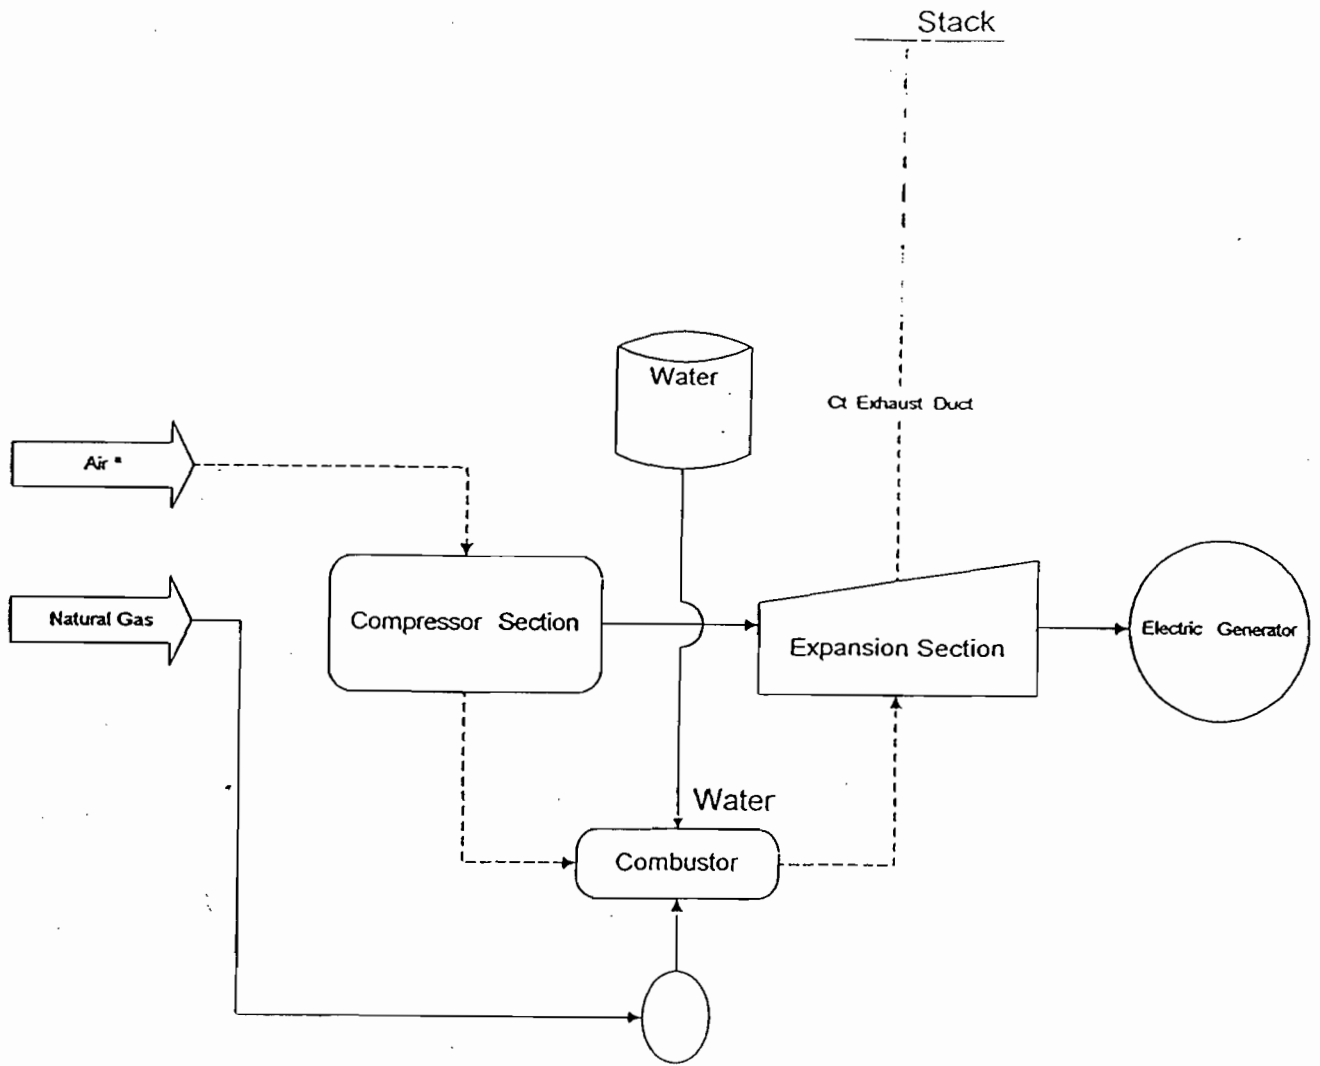 Stack
Water
Ct Exhaust Duct
Air *
Natural Gas
Compressor Section
Expansion Section
Electric Generator
Water
Combustor